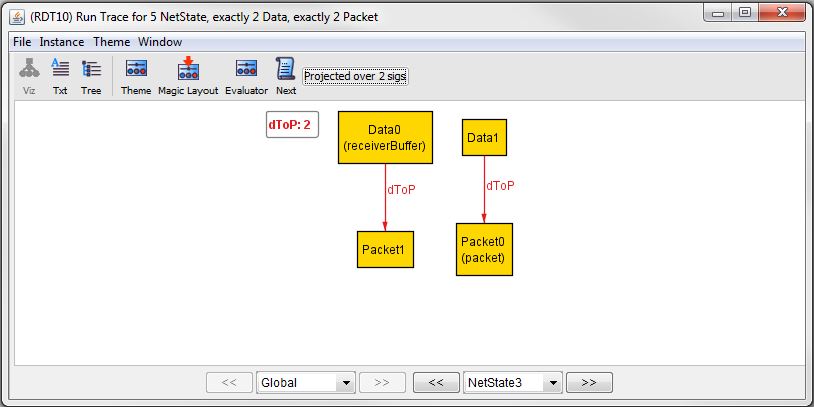 (RDT10) Run Trace for 5 NetState, exactly 2 Data, exactly 2 Packet
File Instance Theme Window
Viz Txt Tree Theme Magic Layout Evaluator Next Projected over 2 sigs
dToP: 2
Data0
(receiverBuffer)
Data1
dToP
dToP
Packet1
Packet0
(packet)
<< Global >> << NetState3 >>